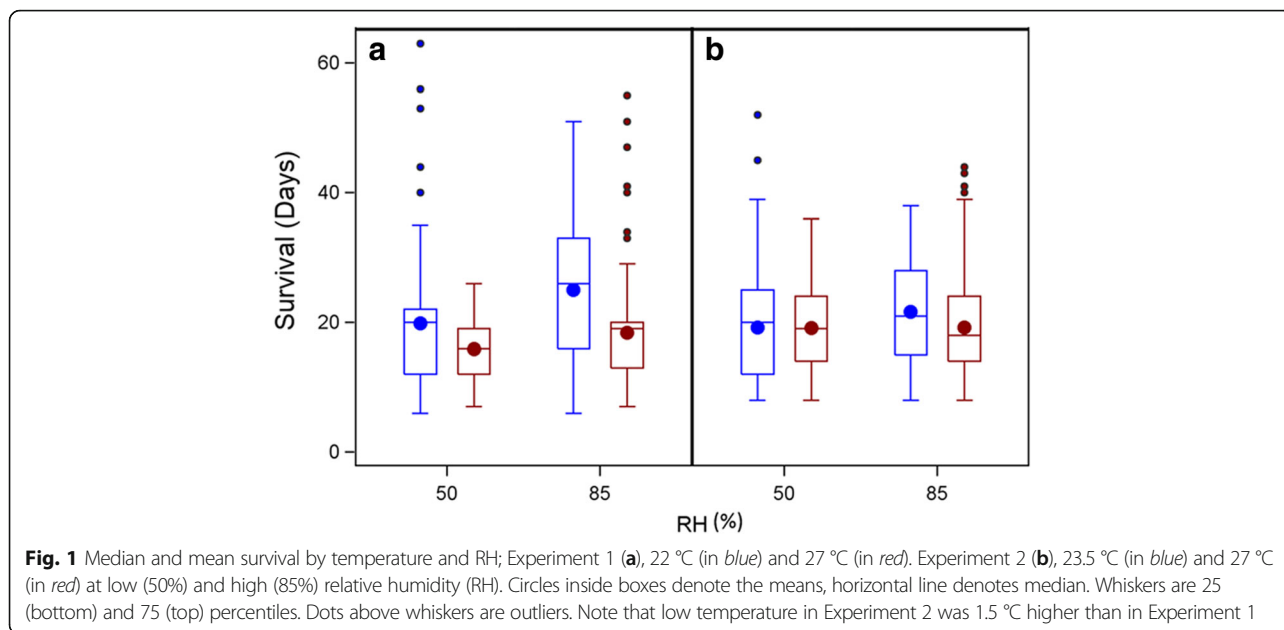 a
b
60
40
20
0
Survival (Days)
50
85
50
85
RH (%)
Fig. 1 Median and mean survival by temperature and RH; Experiment 1 (a), 22 °C (in blue) and 27 °C (in red). Experiment 2 (b), 23.5 °C (in blue) and 27 °C
(in red) at low (50%) and high (85%) relative humidity (RH). Circles inside boxes denote the means, horizontal line denotes median. Whiskers are 25
(bottom) and 75 (top) percentiles. Dots above whiskers are outliers. Note that low temperature in Experiment 2 was 1.5 °C higher than in Experiment 1